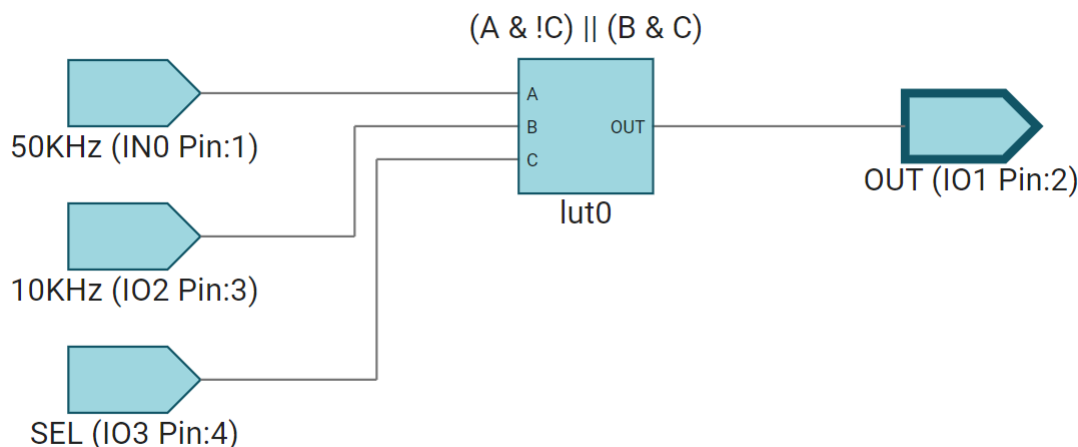 (A & !C) || (B & C)
A
B
C
OUT
lut0
50KHz (IN0 Pin:1)
10KHz (IO2 Pin:3)
SEL (IO3 Pin:4)
OUT (IO1 Pin:2)